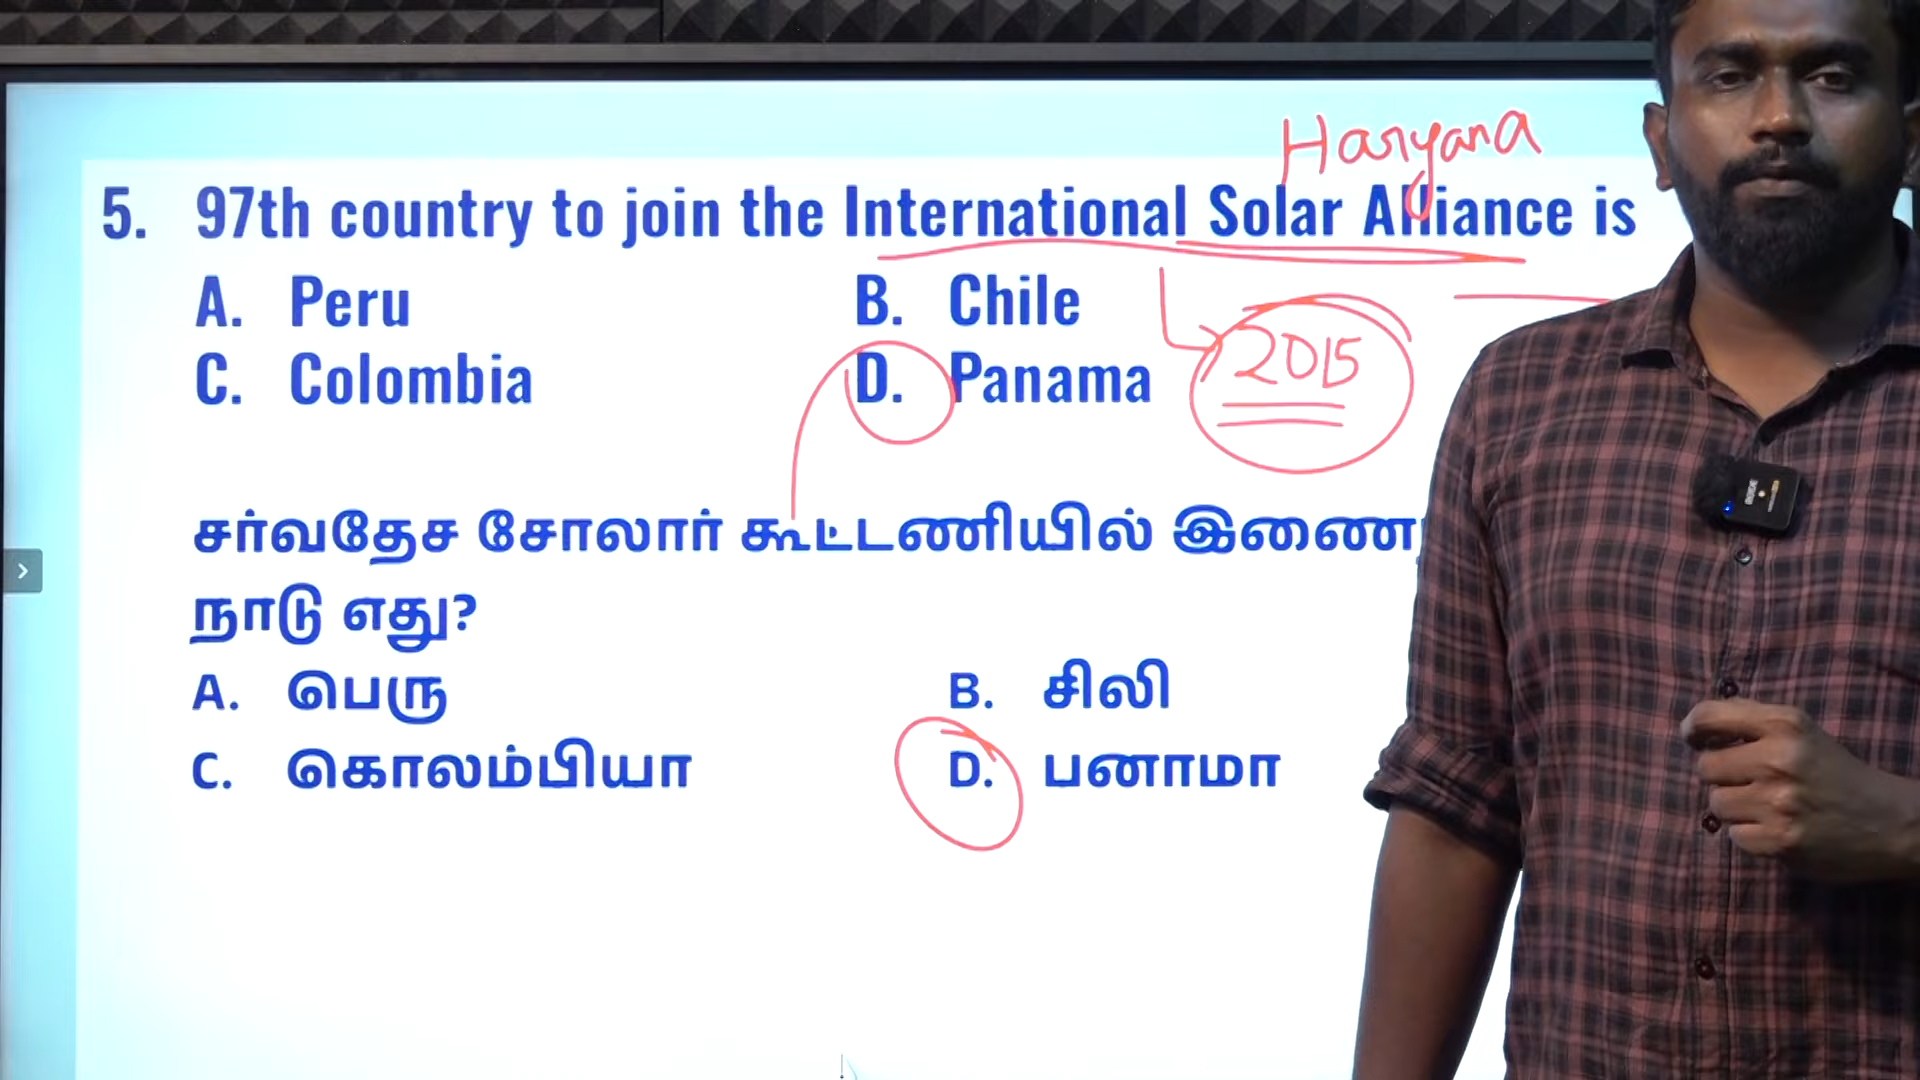 Haryana
5. 97th country to join the International Solar Alliance is
A. Peru B. Chile
C. Colombia D. Panama
2015
சர்வதேச சோலார் கூட்டணியில்
நாடு எது?
A. பெரு B. சிலி
C. கொலம்பியா D. பனாமா